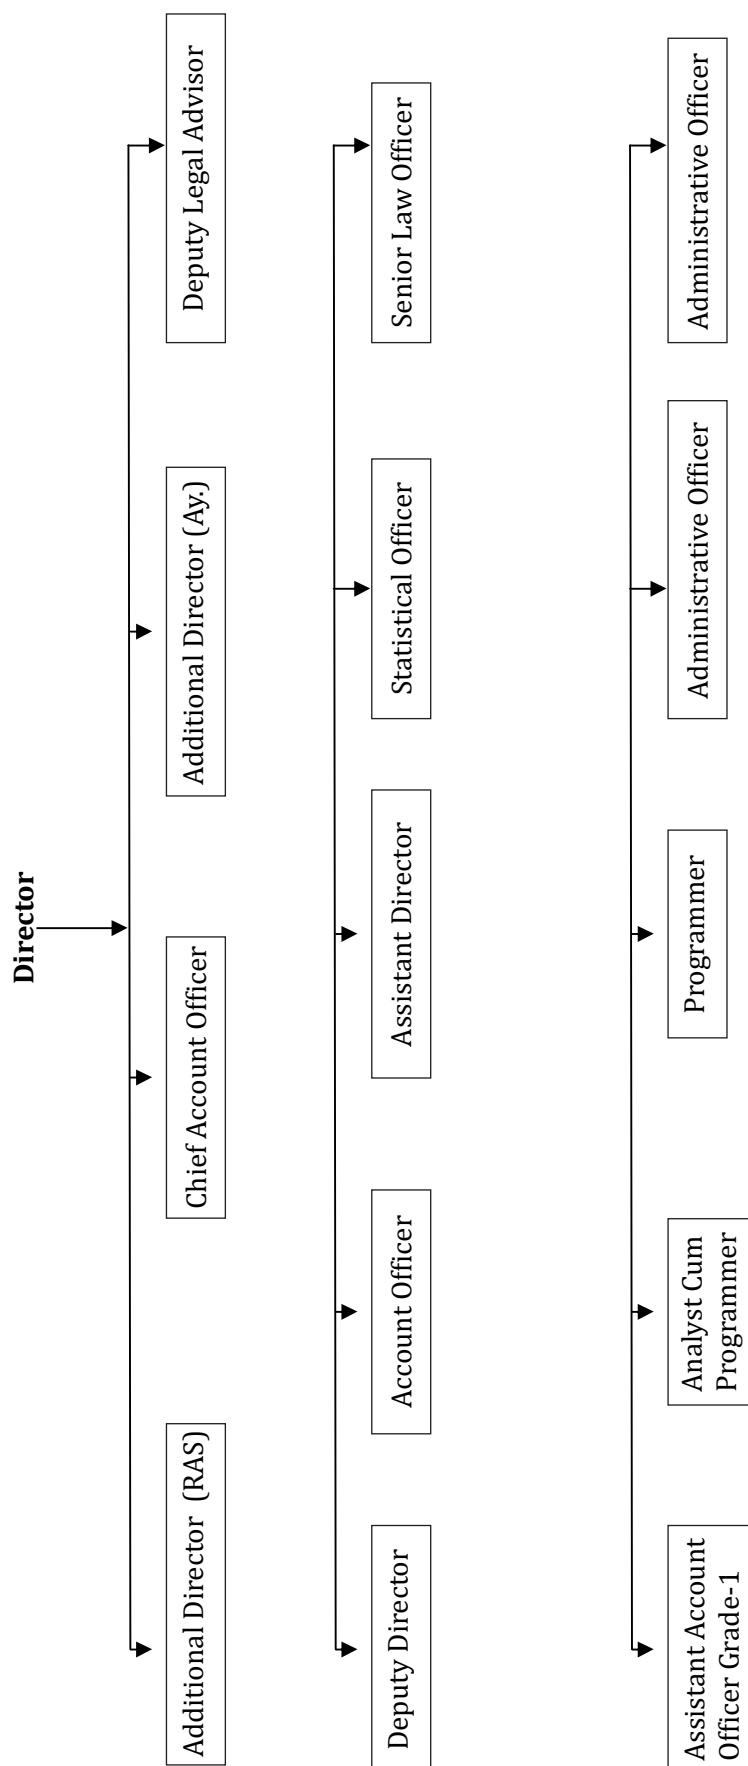 Director
Additional Director (RAS)
Chief Account Officer
Additional Director (Ay.)
Deputy Legal Advisor
Deputy Director
Account Officer
Assistant Director
Statistical Officer
Senior Law Officer
Assistant Account
Officer Grade-1
Analyst Cum
Programmer
Programmer
Administrative Officer
Administrative Officer